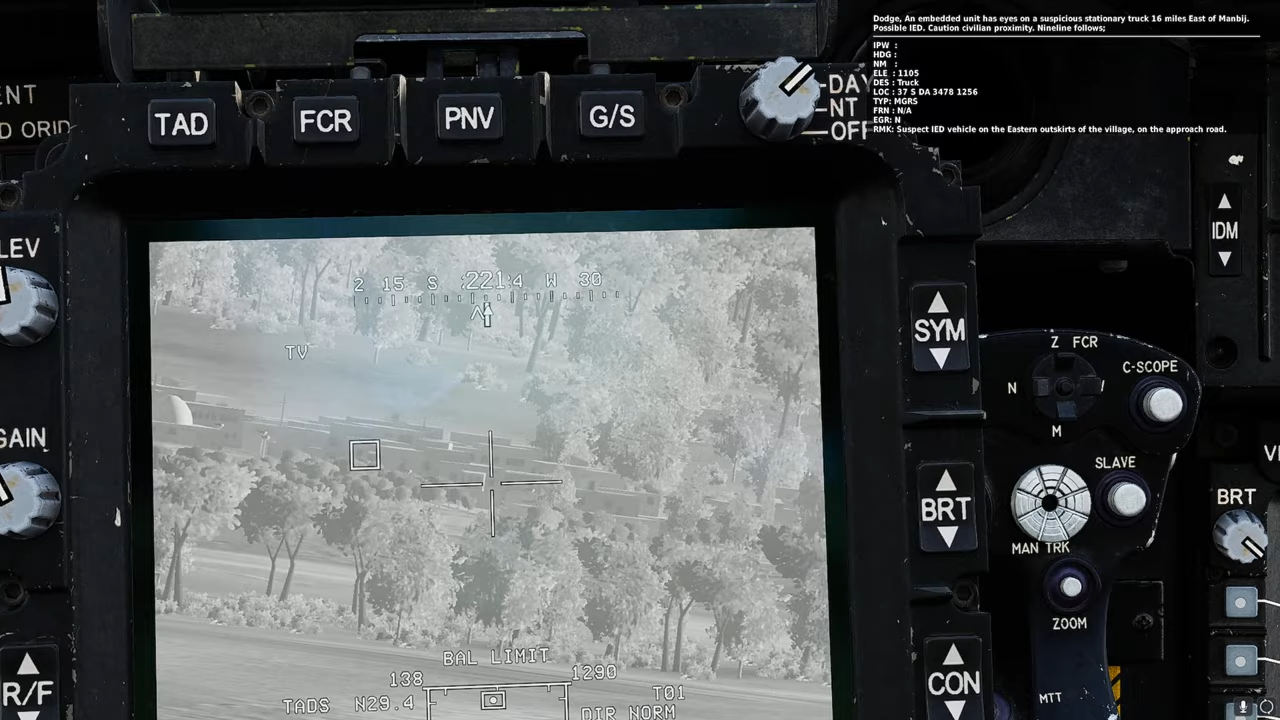 Dodge, An embedded unit has eyes on a suspicious stationary truck 16 miles East of Manbij.
Possible IED. Caution civilian proximity. Nineline follows;
IPW :
HDG :
NM :
ELE : 1105
DES : Truck
LOC : 37 S DA 3478 1256
TYP: MGRS
FRN : N/A
EGR: N
RMK: Suspect IED vehicle on the Eastern outskirts of the village, on the approach road.
TAD
FCR
PNV
G/S
DAY
NT
OFF
LEV
GAIN
R/F
2 15 S 221.4 W 30
TV
BAL LIMIT
138
1290
TADS N29.4
T01
DIR NORM
SYM
BRT
CON
IDM
Z FCR
C-SCOPE
N
M
SLAVE
MAN TRK
ZOOM
MTT
BRT